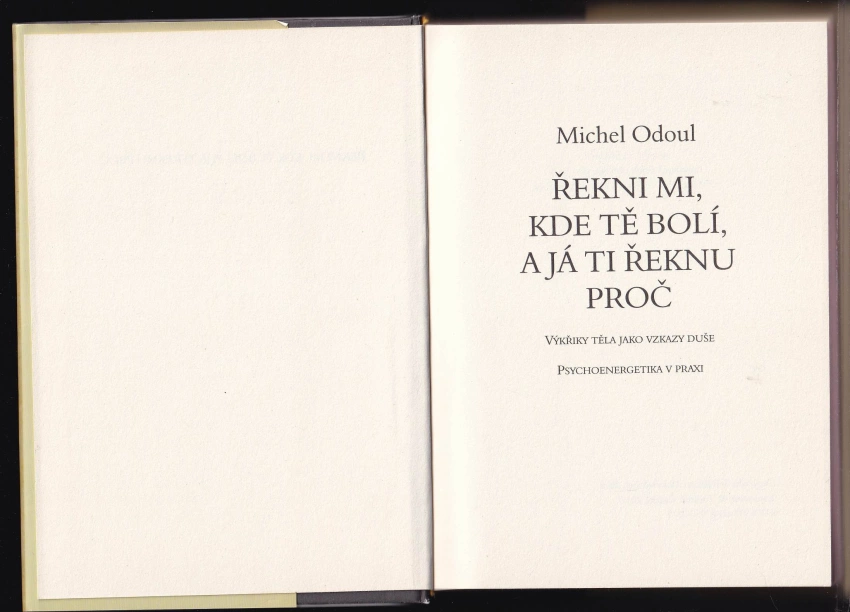 Michel Odoul
ŘEKNI MI,
KDE TĚ BOLÍ,
A JÁ TI ŘEKNU
PROČ
VÝKŘIKY TĚLA JAKO VZKAZY DUŠE
PSYCHOENERGETIKA V PRAXI